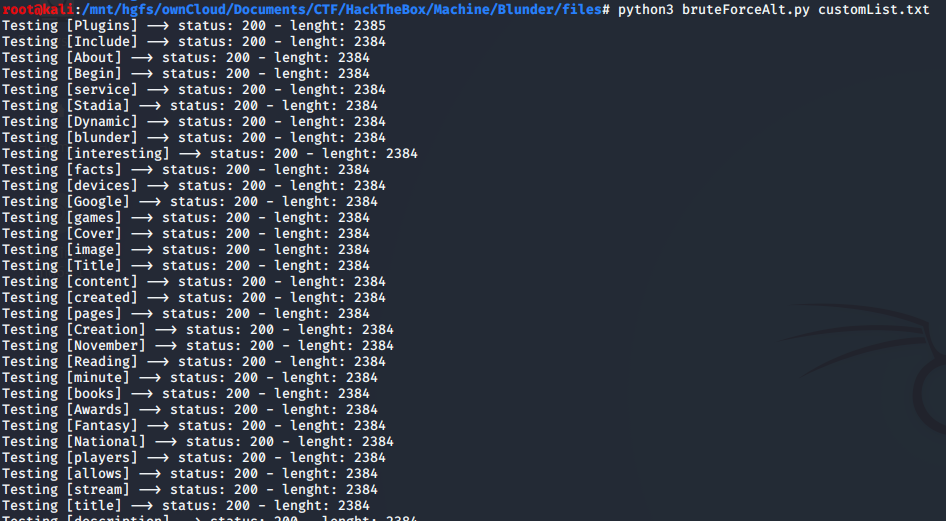 root@kali:/mnt/hgfs/ownCloud/Documents/CTF/HackTheBox/Machine/Blunder/files# python3 bruteForceAlt.py customList.txt
Testing [Plugins] —> status: 200 - lenght: 2385
Testing [Include] —> status: 200 - lenght: 2384
Testing [About] —> status: 200 - lenght: 2384
Testing [Begin] —> status: 200 - lenght: 2384
Testing [service] —> status: 200 - lenght: 2384
Testing [Stadia] —> status: 200 - lenght: 2384
Testing [Dynamic] —> status: 200 - lenght: 2384
Testing [blunder] —> status: 200 - lenght: 2384
Testing [interesting] —> status: 200 - lenght: 2384
Testing [facts] —> status: 200 - lenght: 2384
Testing [devices] —> status: 200 - lenght: 2384
Testing [Google] —> status: 200 - lenght: 2384
Testing [games] —> status: 200 - lenght: 2384
Testing [Cover] —> status: 200 - lenght: 2384
Testing [image] —> status: 200 - lenght: 2384
Testing [Title] —> status: 200 - lenght: 2384
Testing [content] —> status: 200 - lenght: 2384
Testing [created] —> status: 200 - lenght: 2384
Testing [pages] —> status: 200 - lenght: 2384
Testing [Creation] —> status: 200 - lenght: 2384
Testing [November] —> status: 200 - lenght: 2384
Testing [Reading] —> status: 200 - lenght: 2384
Testing [minute] —> status: 200 - lenght: 2384
Testing [books] —> status: 200 - lenght: 2384
Testing [Awards] —> status: 200 - lenght: 2384
Testing [Fantasy] —> status: 200 - lenght: 2384
Testing [National] —> status: 200 - lenght: 2384
Testing [players] —> status: 200 - lenght: 2384
Testing [allows] —> status: 200 - lenght: 2384
Testing [stream] —> status: 200 - lenght: 2384
Testing [title] —> status: 200 - lenght: 2384
Testing [description] —> status: 200 - lenght: 2384